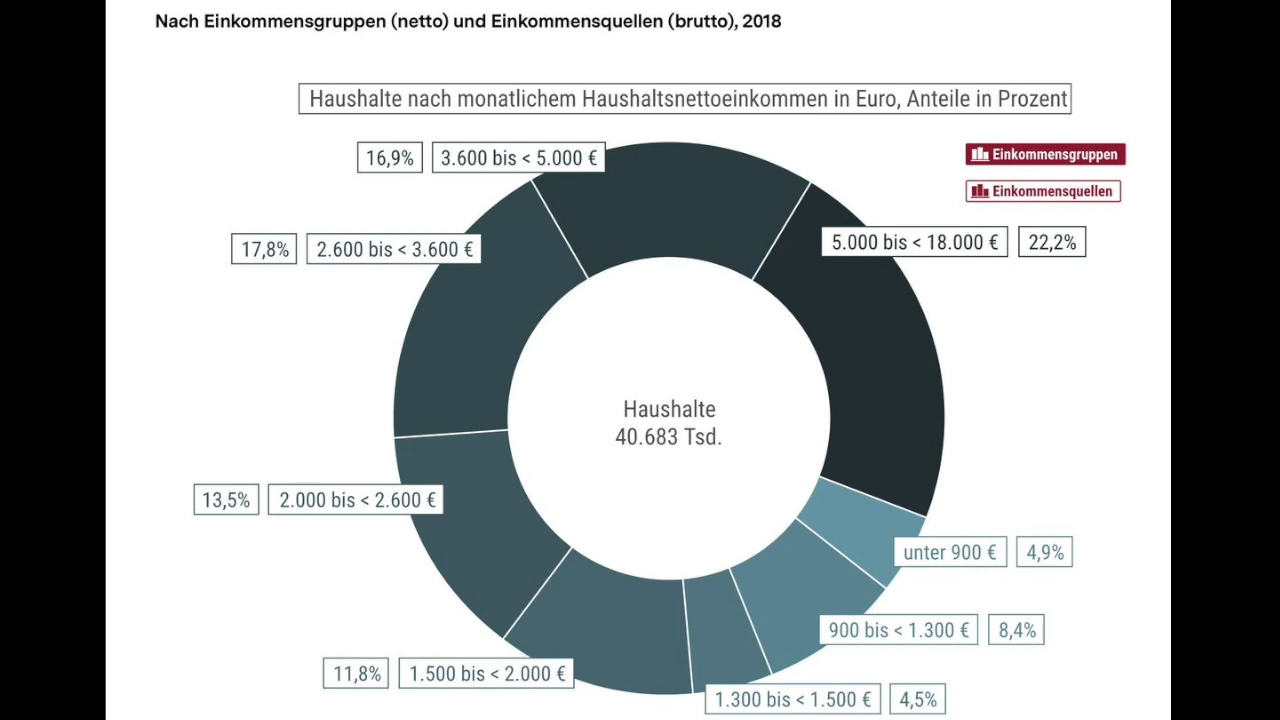 Nach Einkommensgruppen (netto) und Einkommensquellen (brutto), 2018
Haushalte nach monatlichem Haushaltsnettoeinkommen in Euro, Anteile in Prozent
Einkommensgruppen
Einkommensquellen
16,9% 3.600 bis < 5.000 €
5.000 bis < 18.000 € 22,2%
17,8% 2.600 bis < 3.600 €
Haushalte
40.683 Tsd.
13,5% 2.000 bis < 2.600 €
unter 900 € 4,9%
900 bis < 1.300 € 8,4%
11,8% 1.500 bis < 2.000 €
1.300 bis < 1.500 € 4,5%